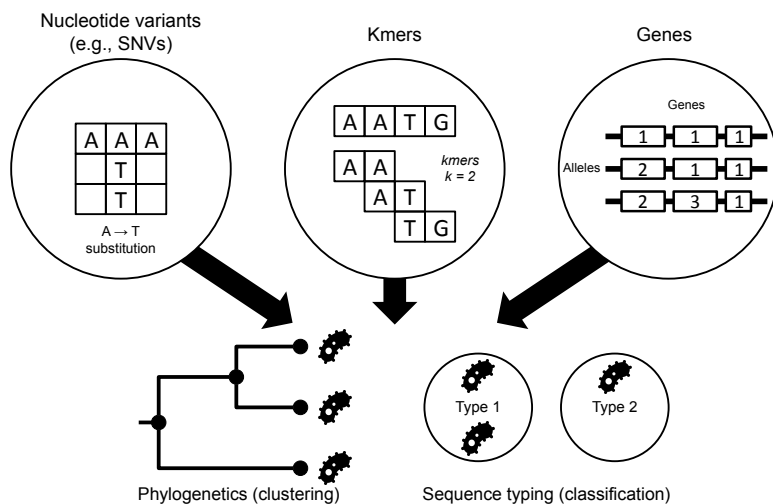 Nucleotide variants
(e.g., SNVs)
Kmers
Genes
A A A
T
T
A → T
substitution
A A T G
kmers
k = 2
A A
A T
T G
Genes
1 1 1
Alleles 2 1 1
2 3 1
Type 1
Type 2
Phylogenetics (clustering)
Sequence typing (classification)